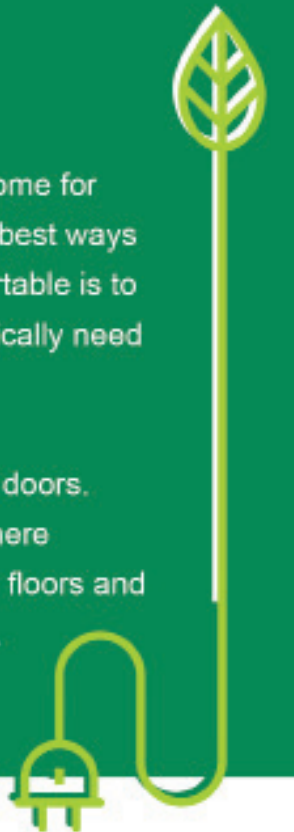 ome for
best ways
rtable is to
ically need
doors.
here
floors and